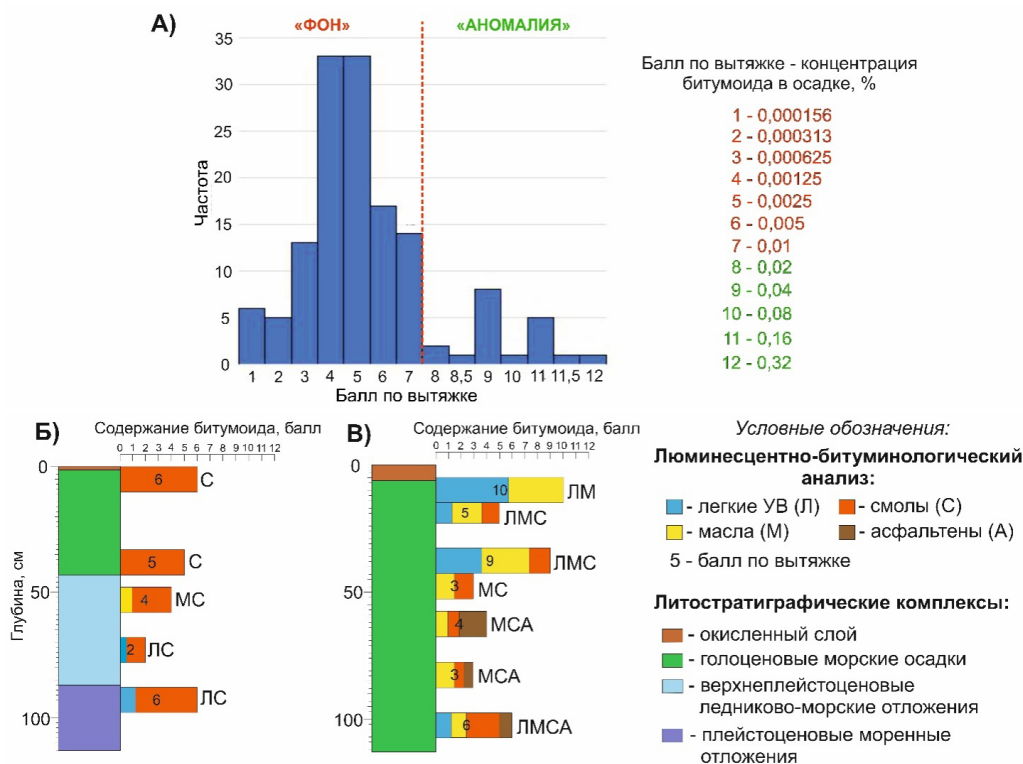 А)
«ФОН»
«АНОМАЛИЯ»
Частота
35
30
25
20
15
10
5
0
1 2 3 4 5 6 7 8 8,5 9 10 11 11,5 12
Балл по вытяжке
Балл по вытяжке - концентрация
битумоида в осадке, %
1 - 0,000156
2 - 0,000313
3 - 0,000625
4 - 0,00125
5 - 0,0025
6 - 0,005
7 - 0,01
8 - 0,02
9 - 0,04
10 - 0,08
11 - 0,16
12 - 0,32
Б)
Содержание битумоида, балл
0 1 2 3 4 5 6 7 8 9 10 11 12
Глубина, см
0
50
100
6 С
5 С
4 МС
2 ЛС
6 ЛС
В)
Содержание битумоида, балл
0 1 2 3 4 5 6 7 8 9 10 11 12
0
50
100
10 ЛМ
5 ЛМС
9 ЛМС
3 МС
4 МСА
3 МСА
6 ЛМСА
Условные обозначения:
Люминесцентно-битуминологический
анализ:
- легкие УВ (Л) - смолы (С)
- масла (М) - асфальтены (А)
5 - балл по вытяжке
Литостратиграфические комплексы:
- окисленный слой
- голоценовые морские осадки
- верхнеплейстоценовые
ледниково-морские отложения
- плейстоценовые моренные
отложения